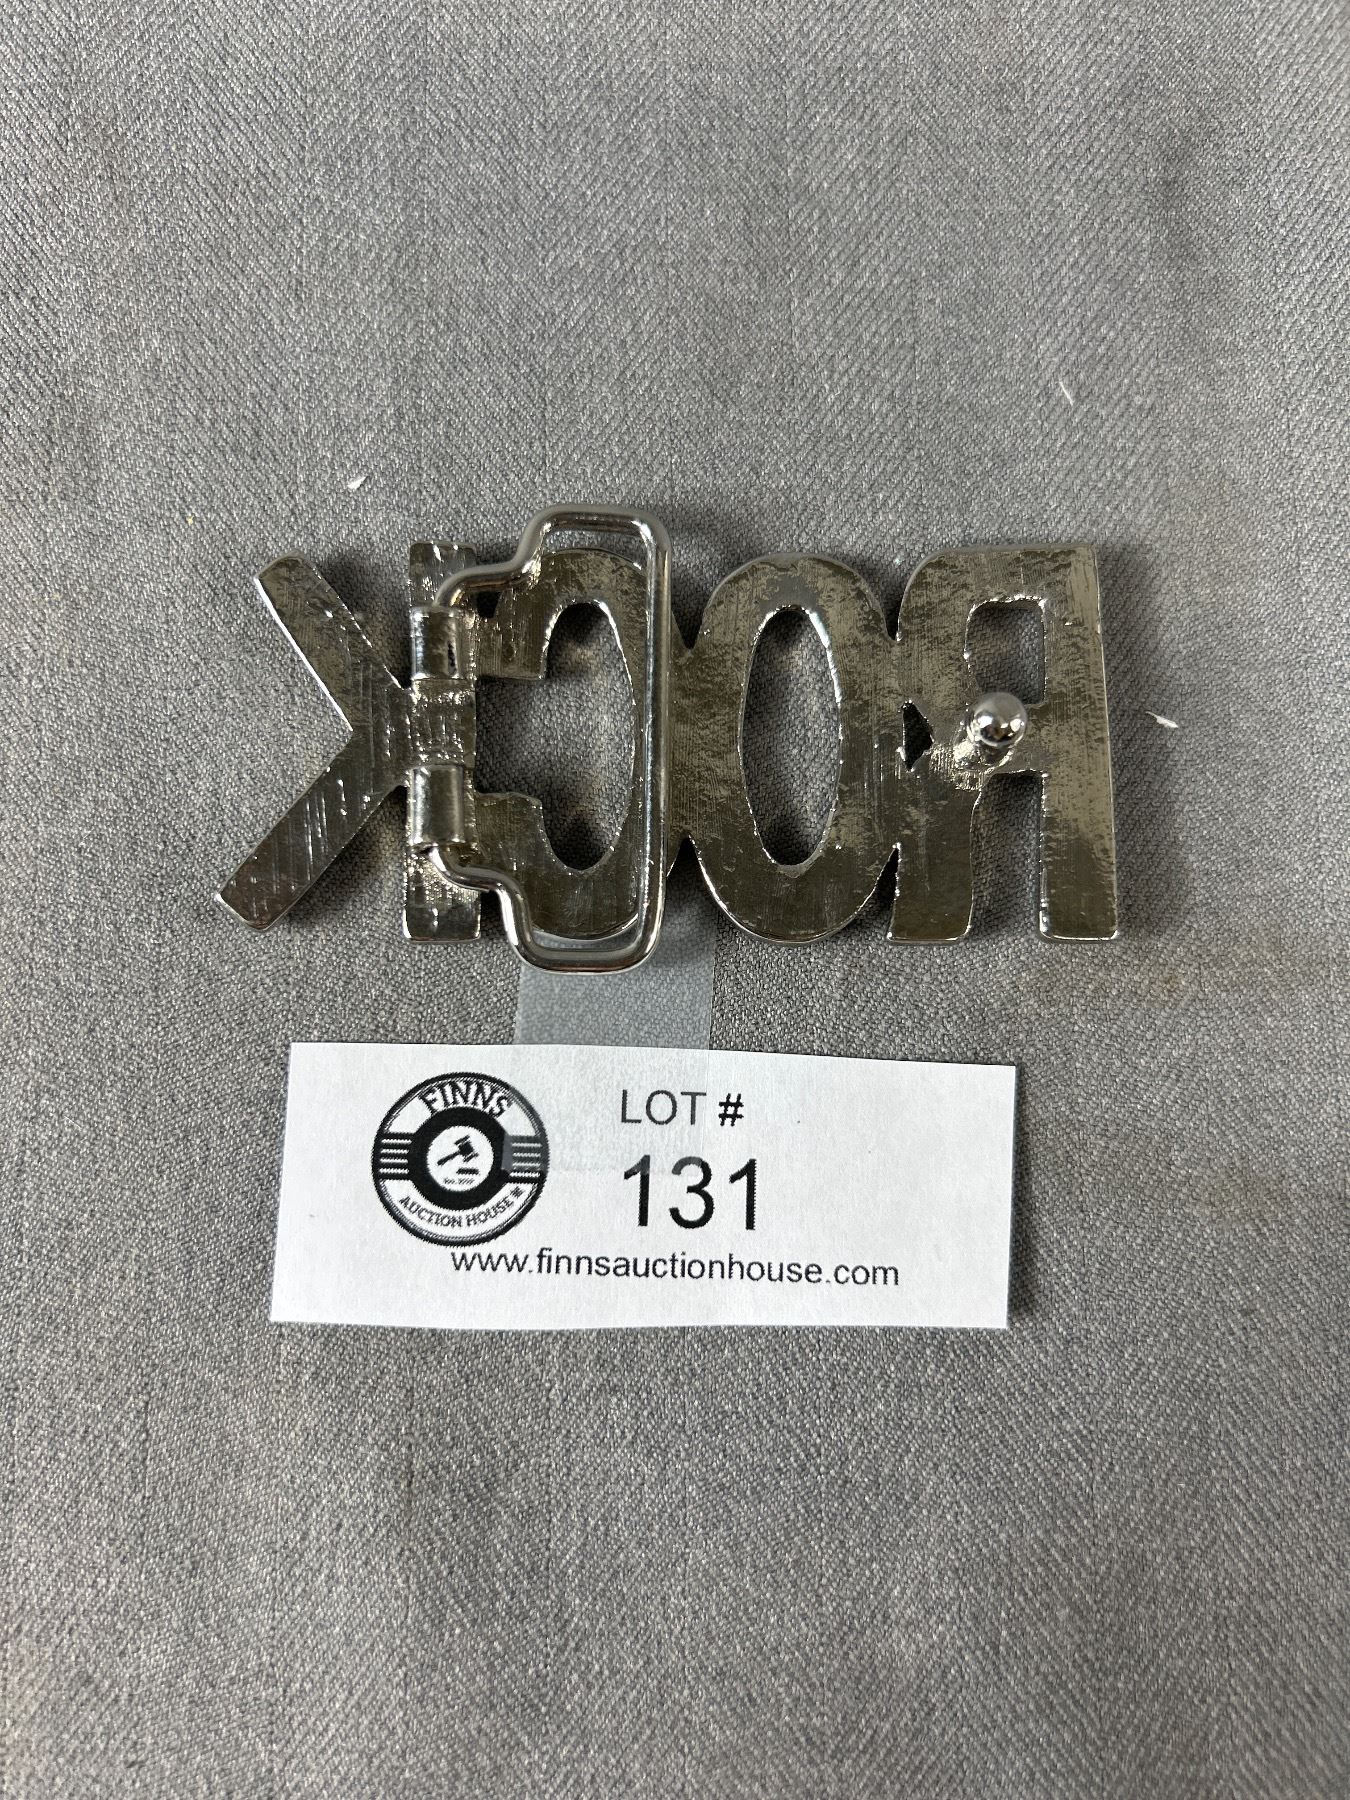 ROCK
FINNS
AUCTION HOUSE
LOT #
131
www.finnsauctionhouse.com